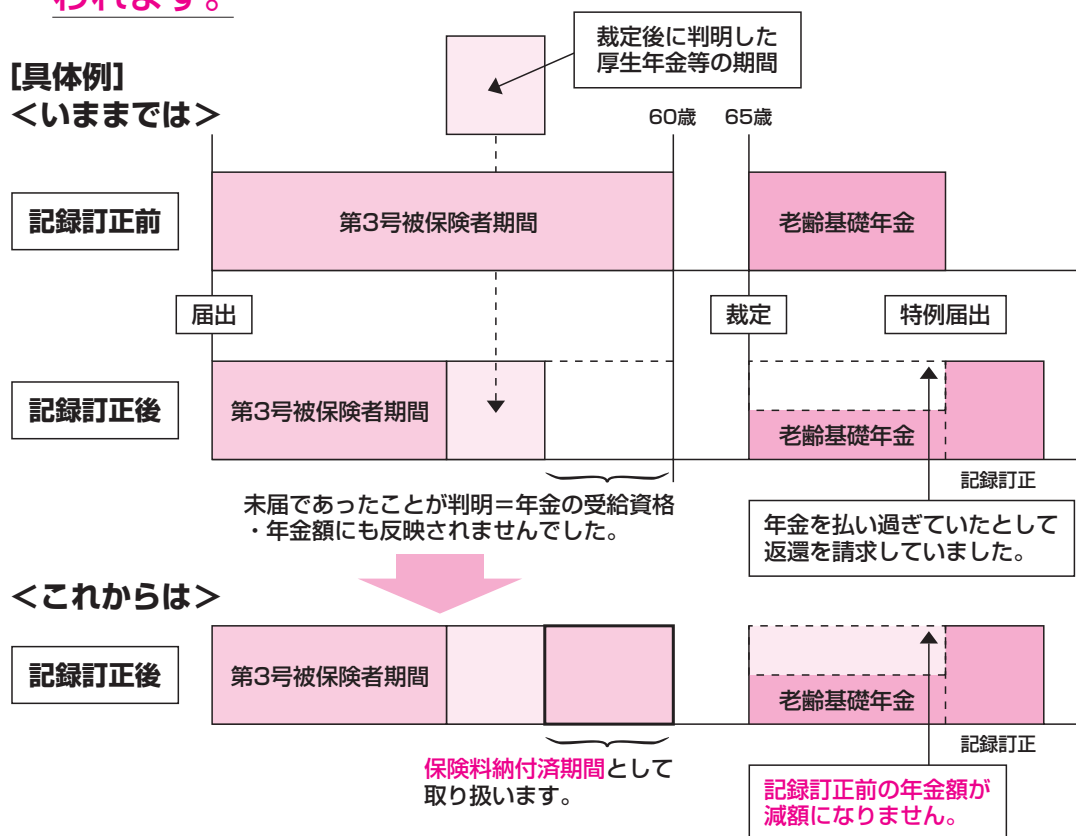 われます。
[具体例]
＜いままでは＞
裁定後に判明した
厚生年金等の期間
60歳
65歳
記録訂正前
第3号被保険者期間
老齢基礎年金
届出
裁定
特例届出
記録訂正後
第3号被保険者期間
老齢基礎年金
記録訂正
未届であったことが判明＝年金の受給資格
・年金額にも反映されませんでした。
年金を払い過ぎていたとして
返還を請求していました。
＜これからは＞
記録訂正後
第3号被保険者期間
老齢基礎年金
記録訂正
保険料納付済期間として
取り扱います。
記録訂正前の年金額が
減額になりません。